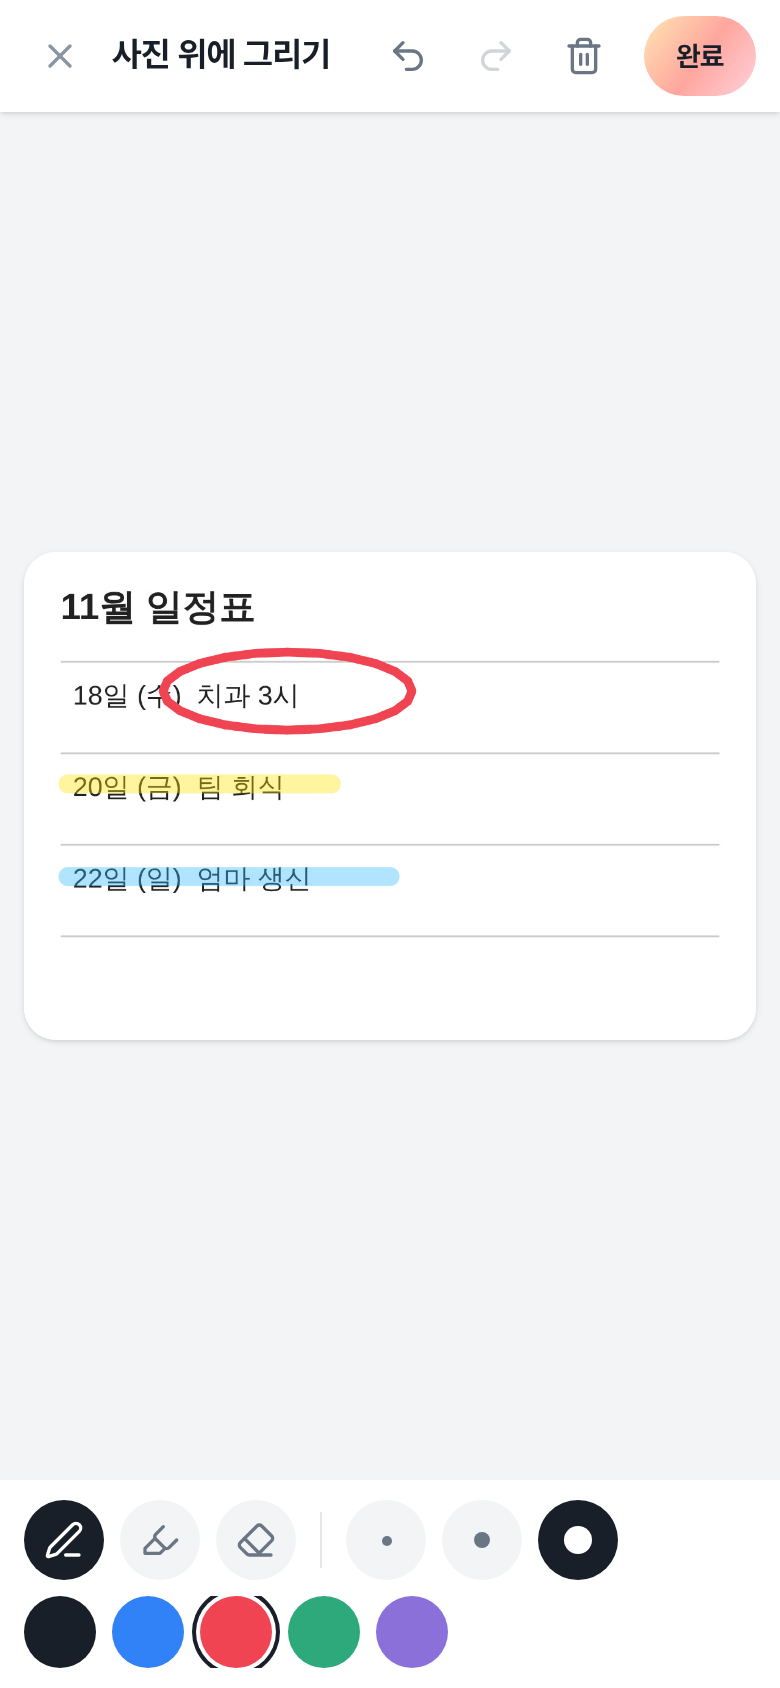 사진 위에 그리기
완료
11월 일정표
18일 (수) 치과 3시
20일 (금) 팀 회식
22일 (일) 엄마 생신